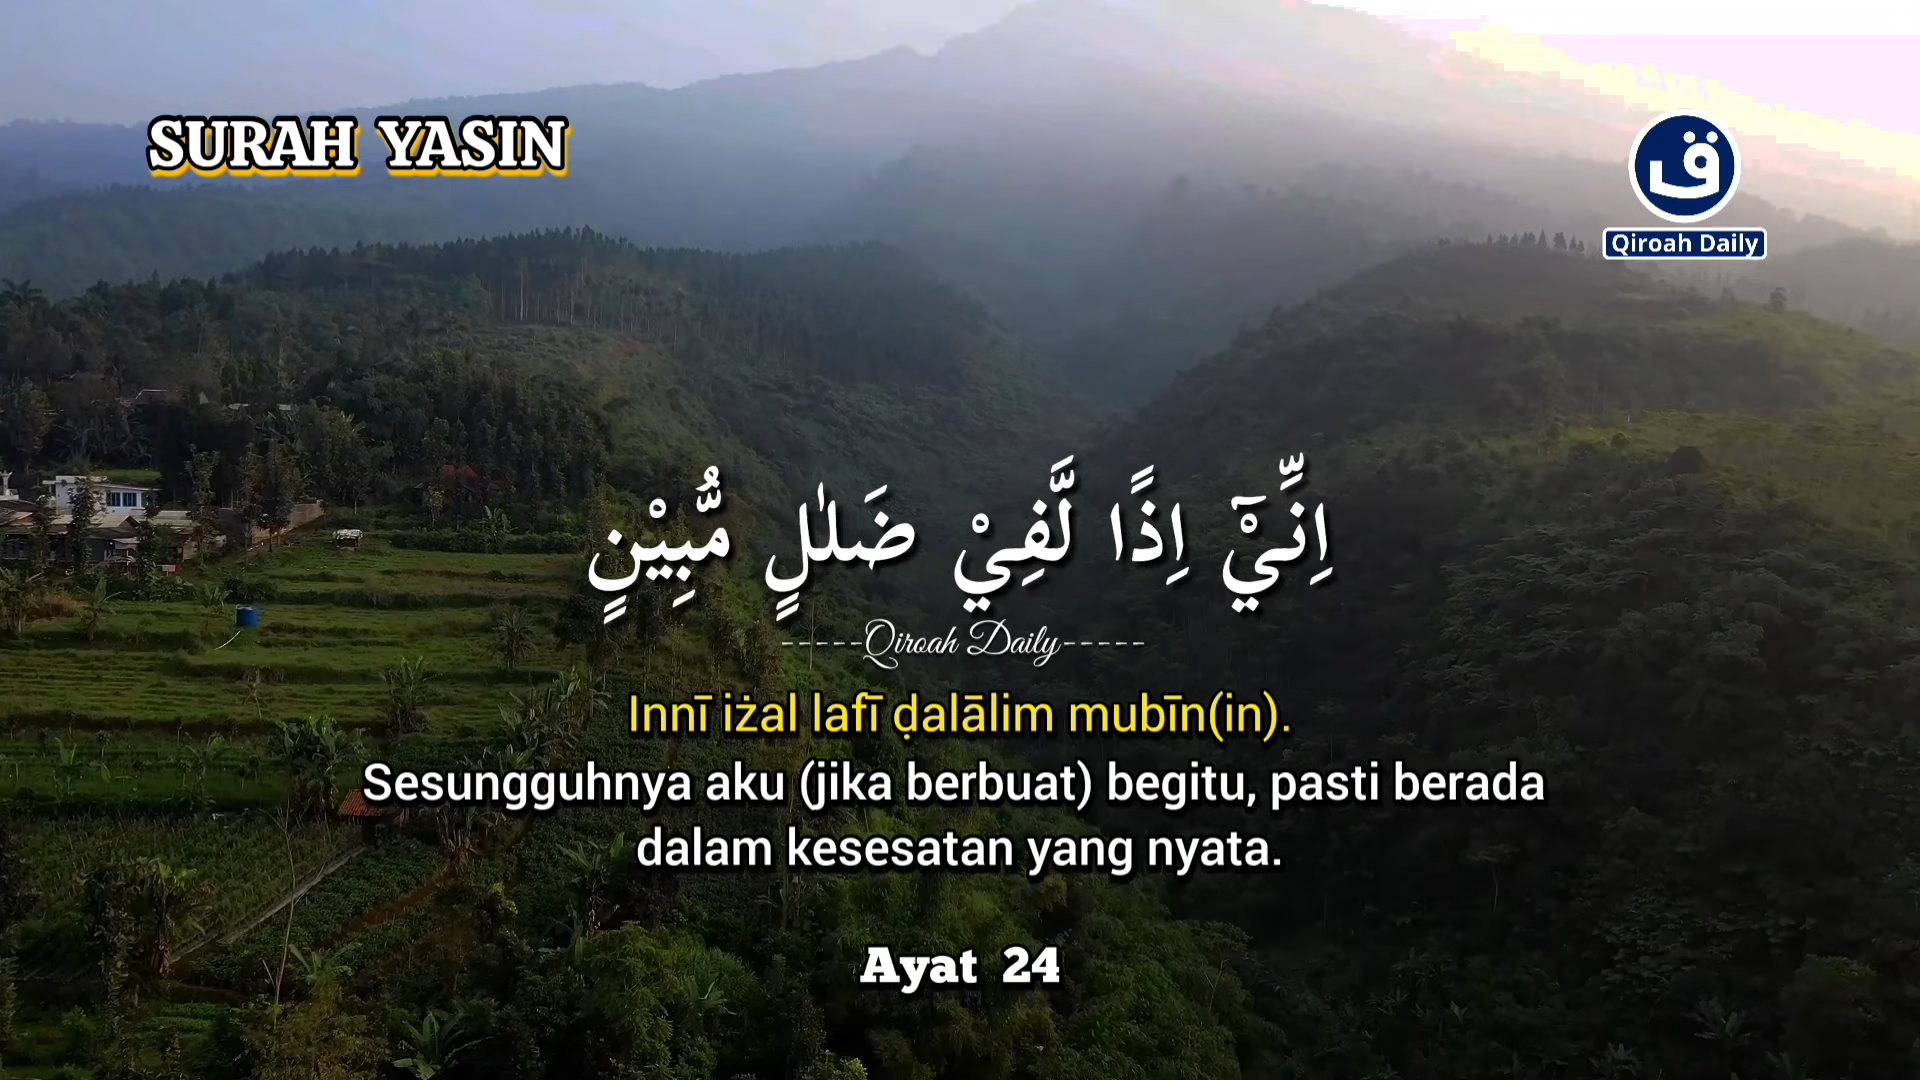 SURAH YASIN
ق
Qiroah Daily
اِنِّيْٓ اِذًا لَّفِيْ ضَلٰلٍ مُّبِيْنٍ
-----Qiroah Daily-----
Innī iżal lafī ḍalālim mubīn(in).
Sesungguhnya aku (jika berbuat) begitu, pasti berada
dalam kesesatan yang nyata.
Ayat 24